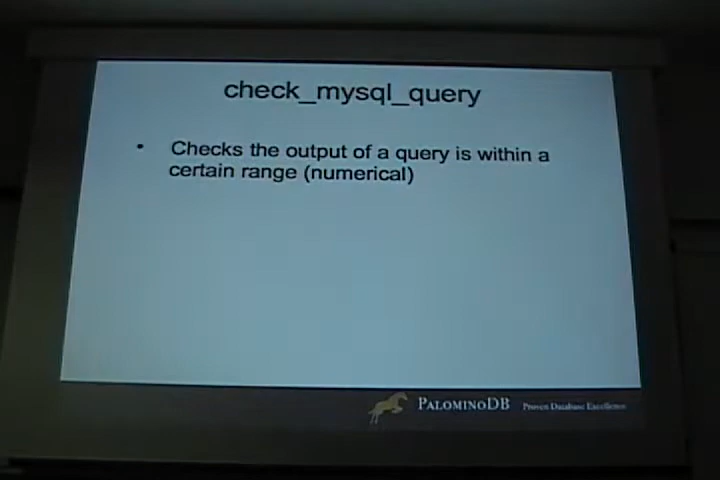 check_mysql_query
• Checks the output of a query is within a
certain range (numerical)
PALOMINODB Proven Database Excellence